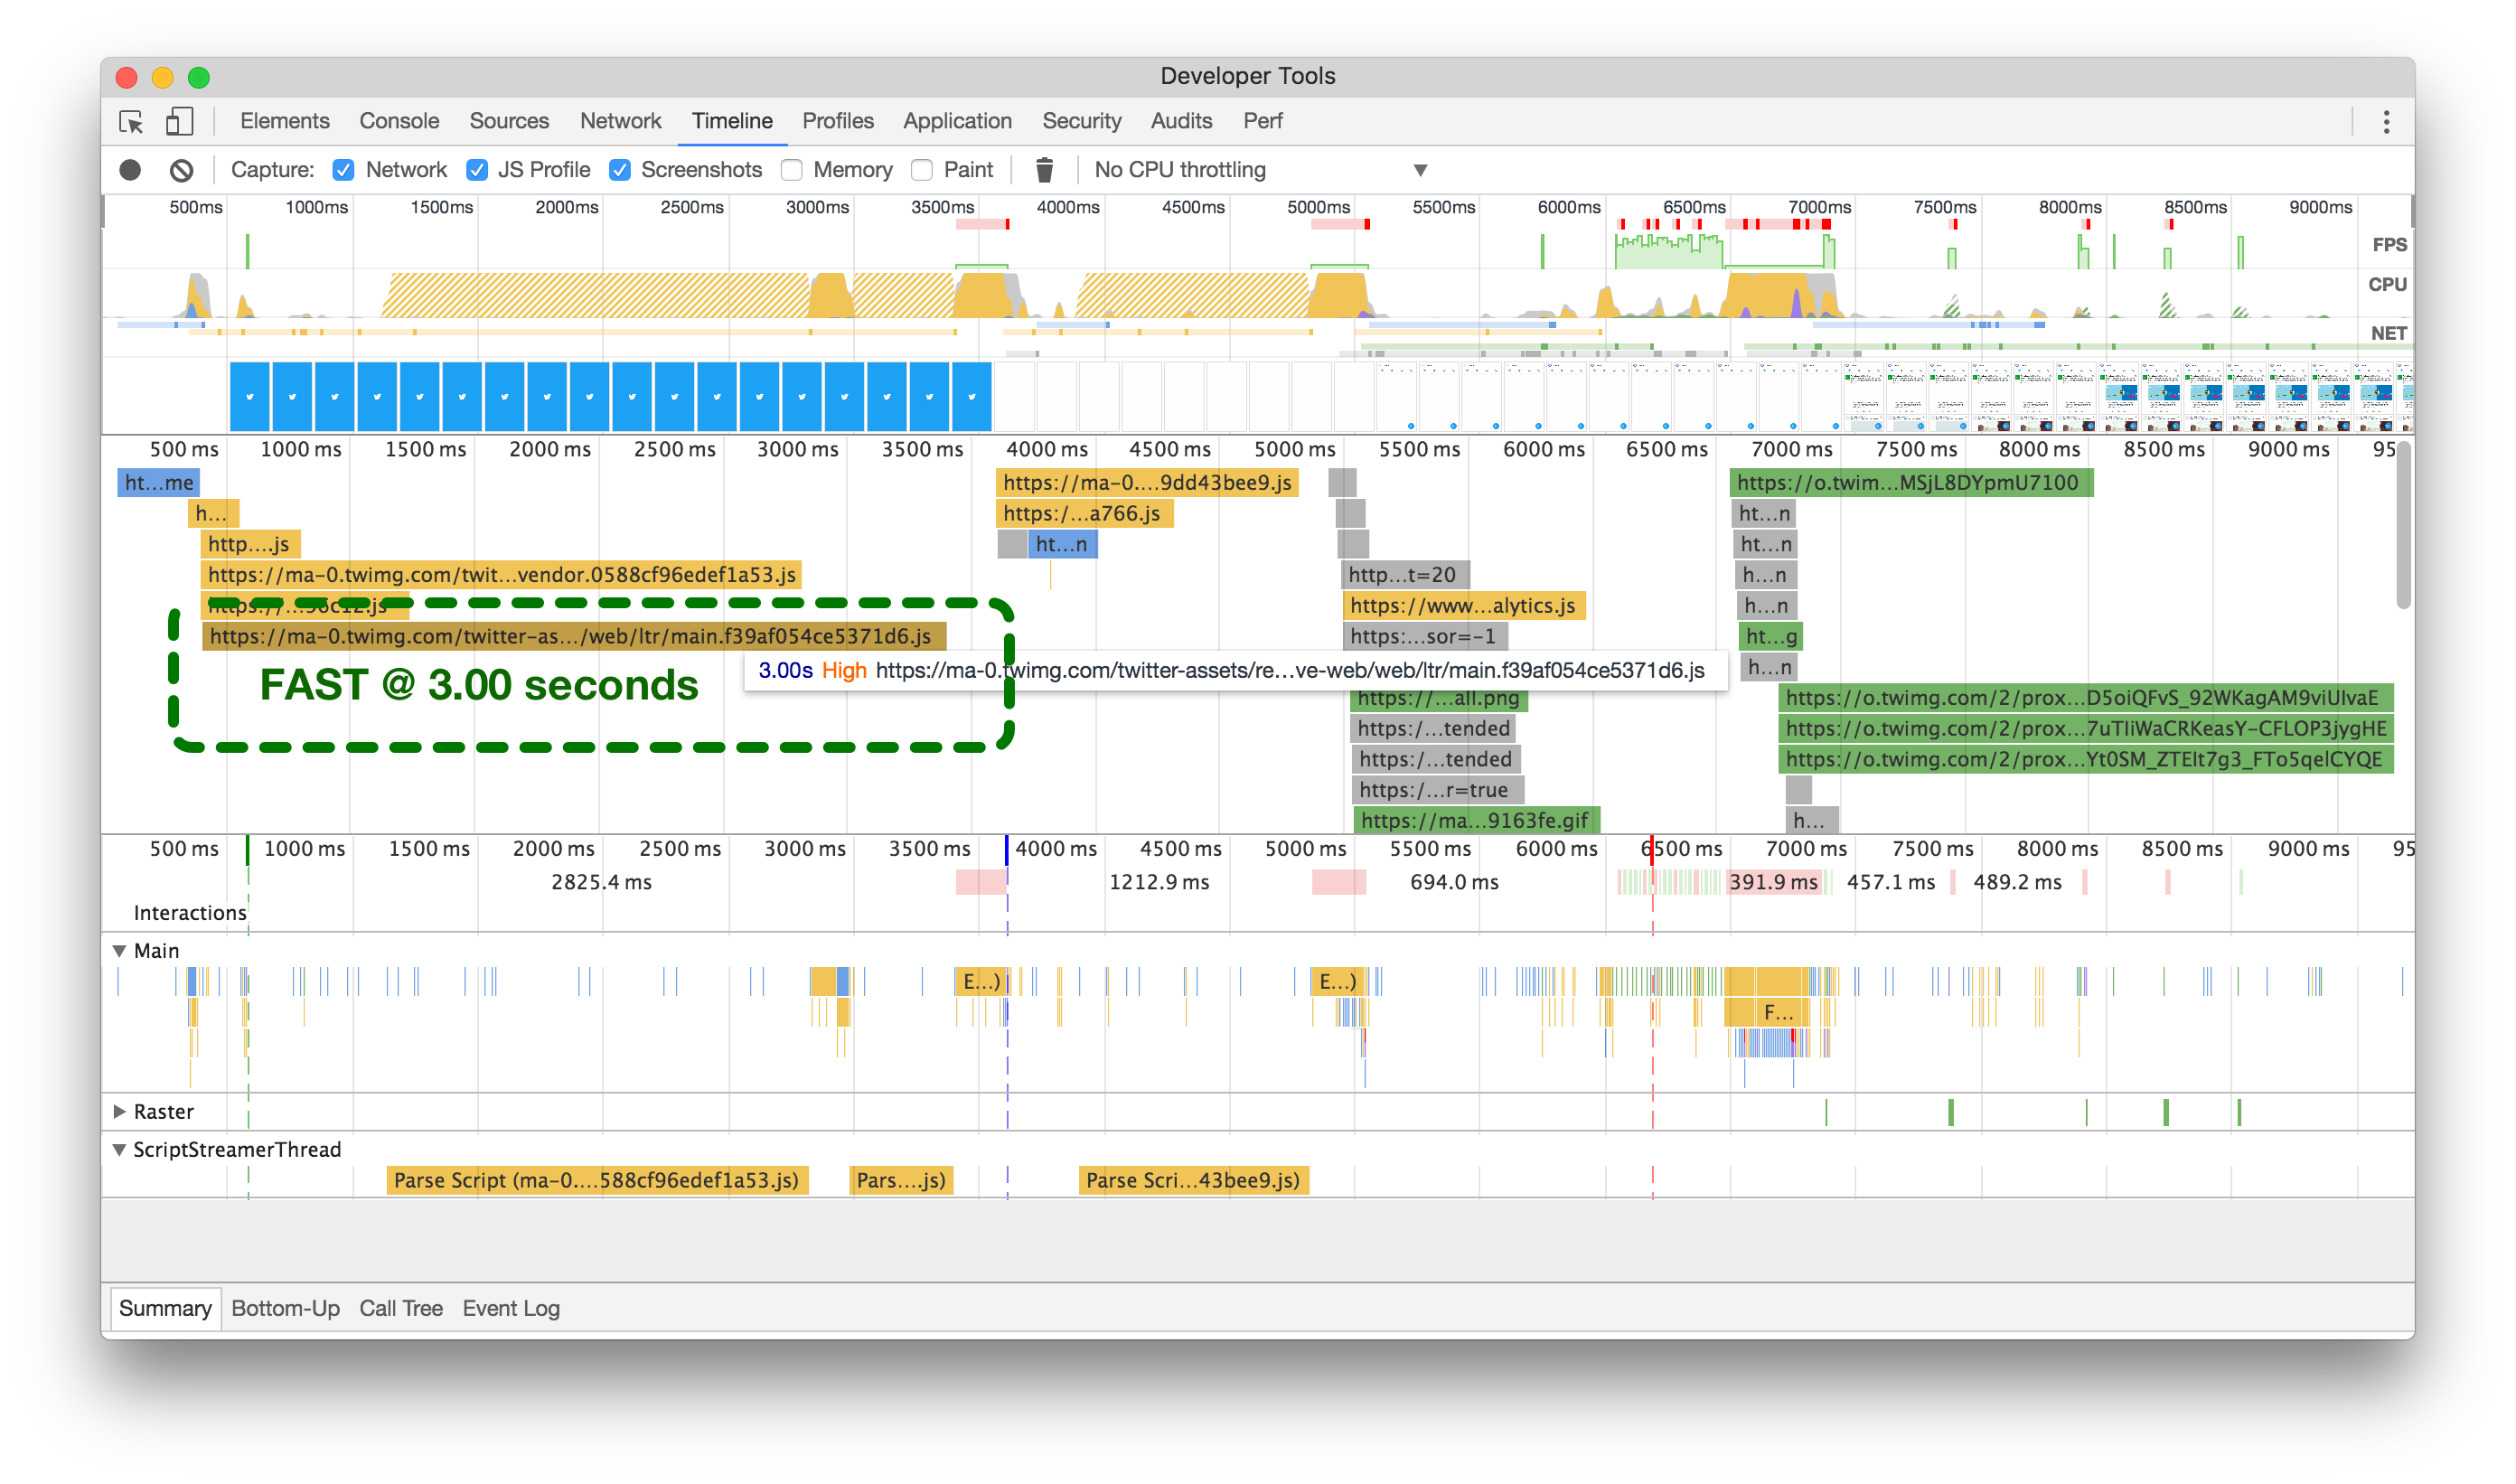 Developer Tools
Elements Console Sources Network Timeline Profiles Application Security Audits Perf
Capture: Network JS Profile Screenshots Memory Paint No CPU throttling
500ms 1000ms 1500ms 2000ms 2500ms 3000ms 3500ms 4000ms 4500ms 5000ms 5500ms 6000ms 6500ms 7000ms 7500ms 8000ms 8500ms 9000ms
FPS
CPU
NET
500 ms 1000 ms 1500 ms 2000 ms 2500 ms 3000 ms 3500 ms 4000 ms 4500 ms 5000 ms 5500 ms 6000 ms 6500 ms 7000 ms 7500 ms 8000 ms 8500 ms 9000 ms 95
ht…me https://ma-0.…9dd43bee9.js https://o.twim…MSjL8DYpmU7100
h… https:/…a766.js ht…n
http….js ht…n ht…n
https://ma-0.twimg.com/twit…vendor.0588cf96edef1a53.js http…t=20 h…n
https://…90c12.js https://www…alytics.js h…n
https://ma-0.twimg.com/twitter-as…/web/ltr/main.f39af054ce5371d6.js https:…sor=-1 ht…g
FAST @ 3.00 seconds 3.00s High https://ma-0.twimg.com/twitter-assets/re…ve-web/web/ltr/main.f39af054ce5371d6.js ht…n
https://…all.png https://o.twimg.com/2/prox…D5oiQFvS_92WKagAM9viUIvaE
https:/…tended https://o.twimg.com/2/prox…7uTliWaCRKeasY-CFLOP3jygHE
https:/…tended https://o.twimg.com/2/prox…Yt0SM_ZTEIt7g3_FTo5qelCYQE
https:/…r=true
https://ma…9163fe.gif h…
500 ms 1000 ms 1500 ms 2000 ms 2500 ms 3000 ms 3500 ms 4000 ms 4500 ms 5000 ms 5500 ms 6000 ms 6500 ms 7000 ms 7500 ms 8000 ms 8500 ms 9000 ms 95
2825.4 ms 1212.9 ms 694.0 ms 391.9 ms 457.1 ms 489.2 ms
Interactions
Main
E…) E…)
F…
Raster
ScriptStreamerThread
Parse Script (ma-0.…588cf96edef1a53.js) Pars….js) Parse Scri…43bee9.js)
Summary Bottom-Up Call Tree Event Log